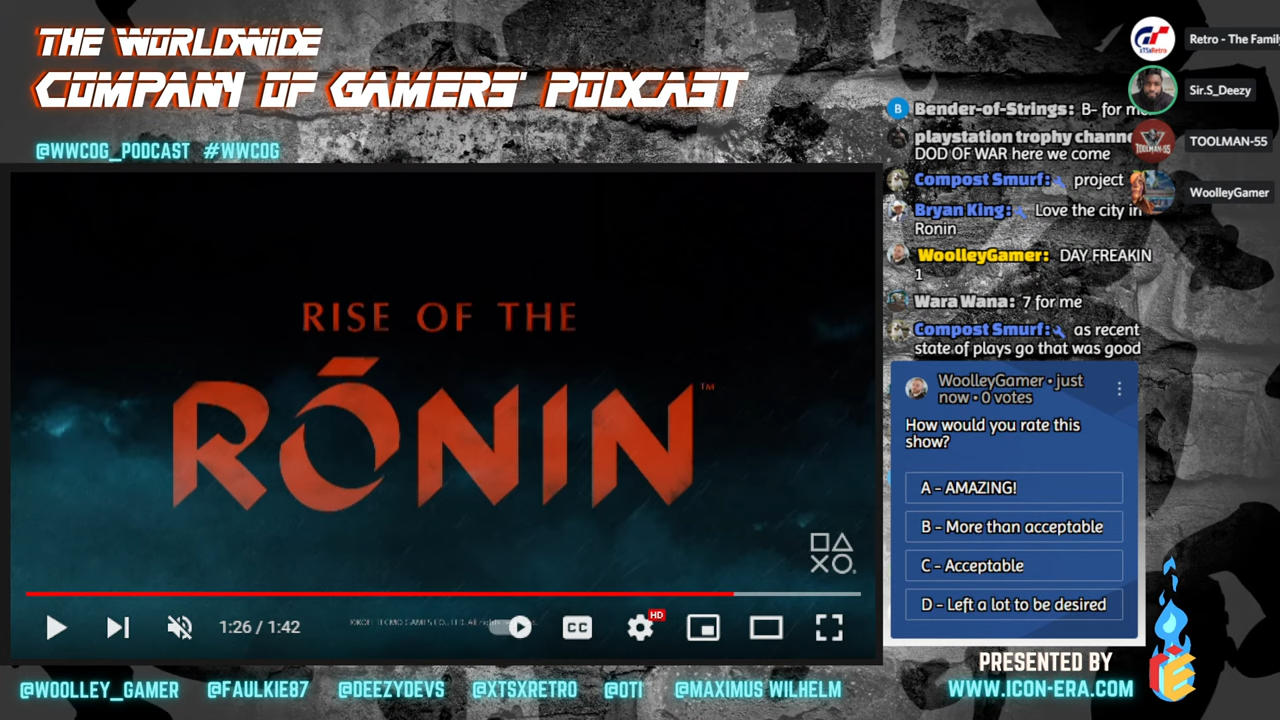 THE WORLDWIDE
COMPANY OF GAMERS' PODCAST
@WWCOG_PODCAST #WWCOG
RISE OF THE
RŌNIN™
1:26 / 1:42
CC
HD
Retro - The Famil
Sir.S_Deezy
TOOLMAN-55
WoolleyGamer
B Bender-of-Strings: B- for me
playstation trophy channe
DOD OF WAR here we come
Compost Smurf: project
Bryan King: Love the city in
Ronin
WoolleyGamer: DAY FREAKIN
1
Wara Wana: 7 for me
Compost Smurf: as recent
state of plays go that was good
WoolleyGamer • just
now • 0 votes
How would you rate this
show?
A - AMAZING!
B - More than acceptable
C - Acceptable
D - Left a lot to be desired
PRESENTED BY
WWW.ICON-ERA.COM
@WOOLLEY_GAMER @FAULKIE87 @DEEZYDEVS @XTSXRETRO @OTI @MAXIMUS WILHELM